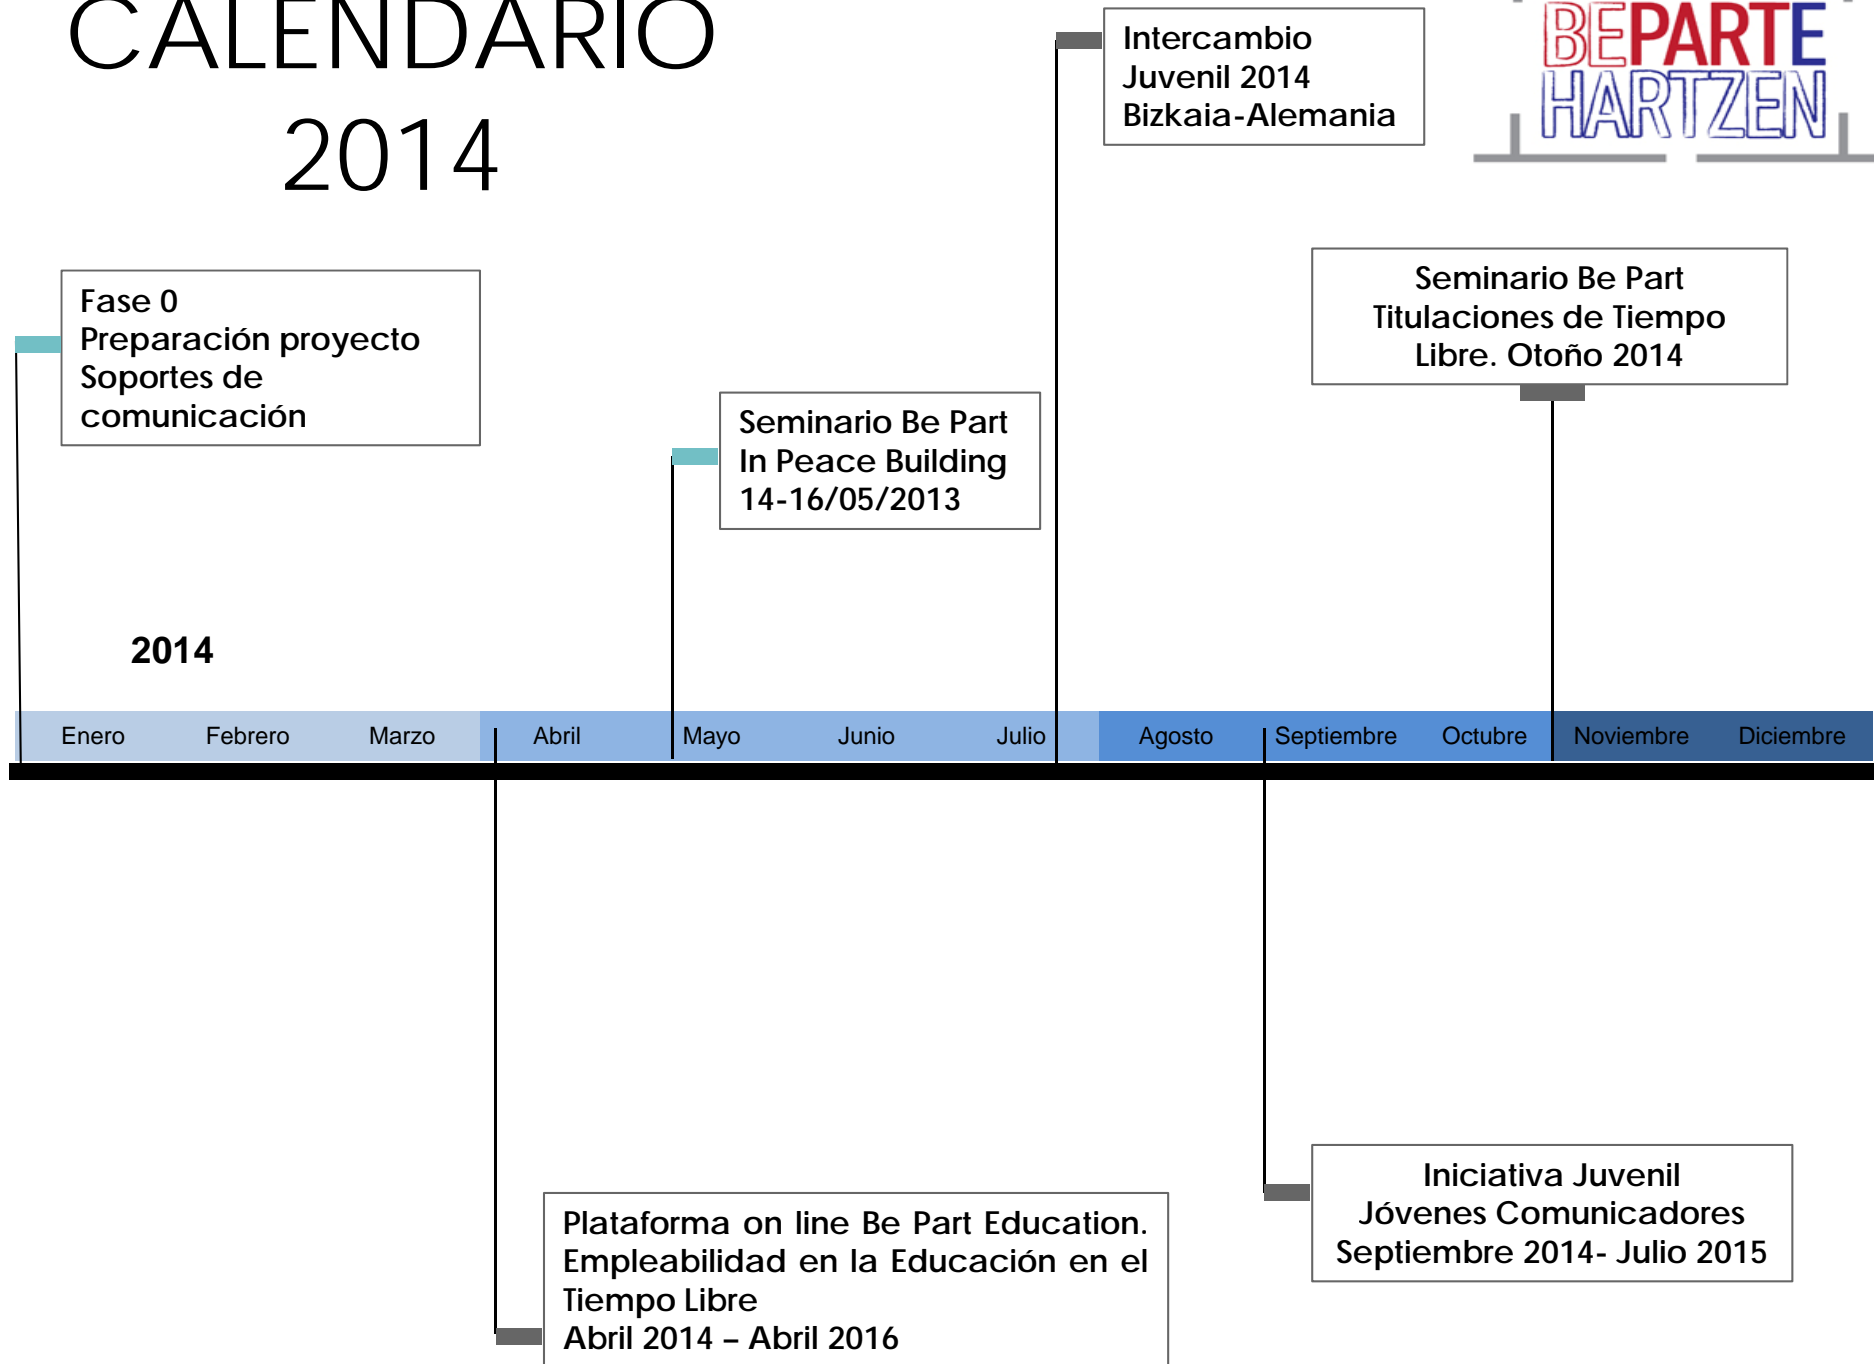 CALENDARIO
2014
Intercambio
Juvenil 2014
Bizkaia-Alemania
BEPARTE
HARTZEN
Fase 0
Preparación proyecto
Soportes de
comunicación
Seminario Be Part
In Peace Building
14-16/05/2013
Seminario Be Part
Titulaciones de Tiempo
Libre. Otoño 2014
2014
Enero Febrero Marzo Abril Mayo Junio Julio Agosto Septiembre Octubre Noviembre Diciembre
Plataforma on line Be Part Education.
Empleabilidad en la Educación en el
Tiempo Libre
Abril 2014 – Abril 2016
Iniciativa Juvenil
Jóvenes Comunicadores
Septiembre 2014- Julio 2015